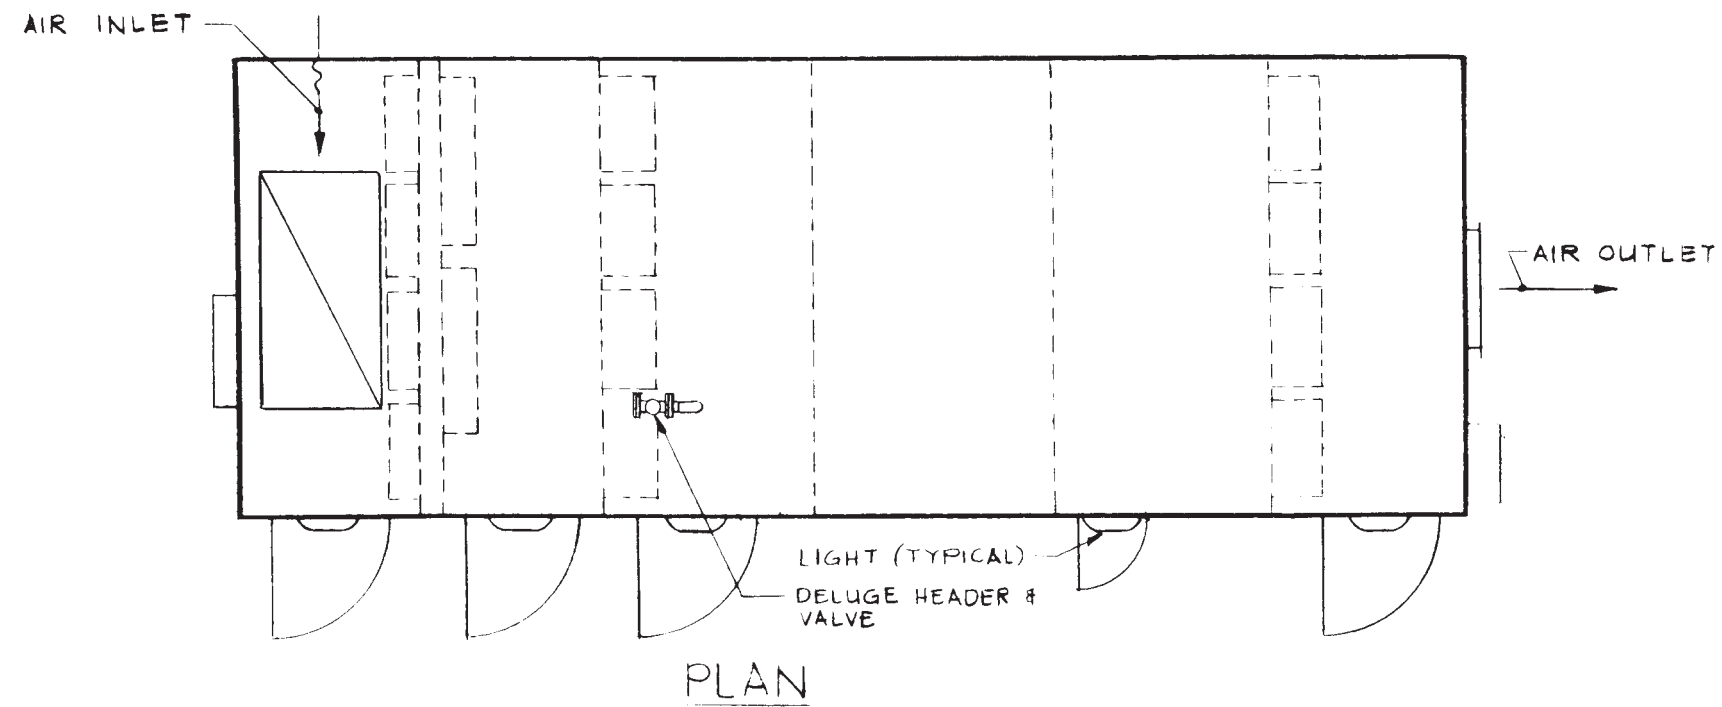 AIR INLET
AIR OUTLET
LIGHT (TYPICAL)
DELUGE HEADER &
VALVE
PLAN